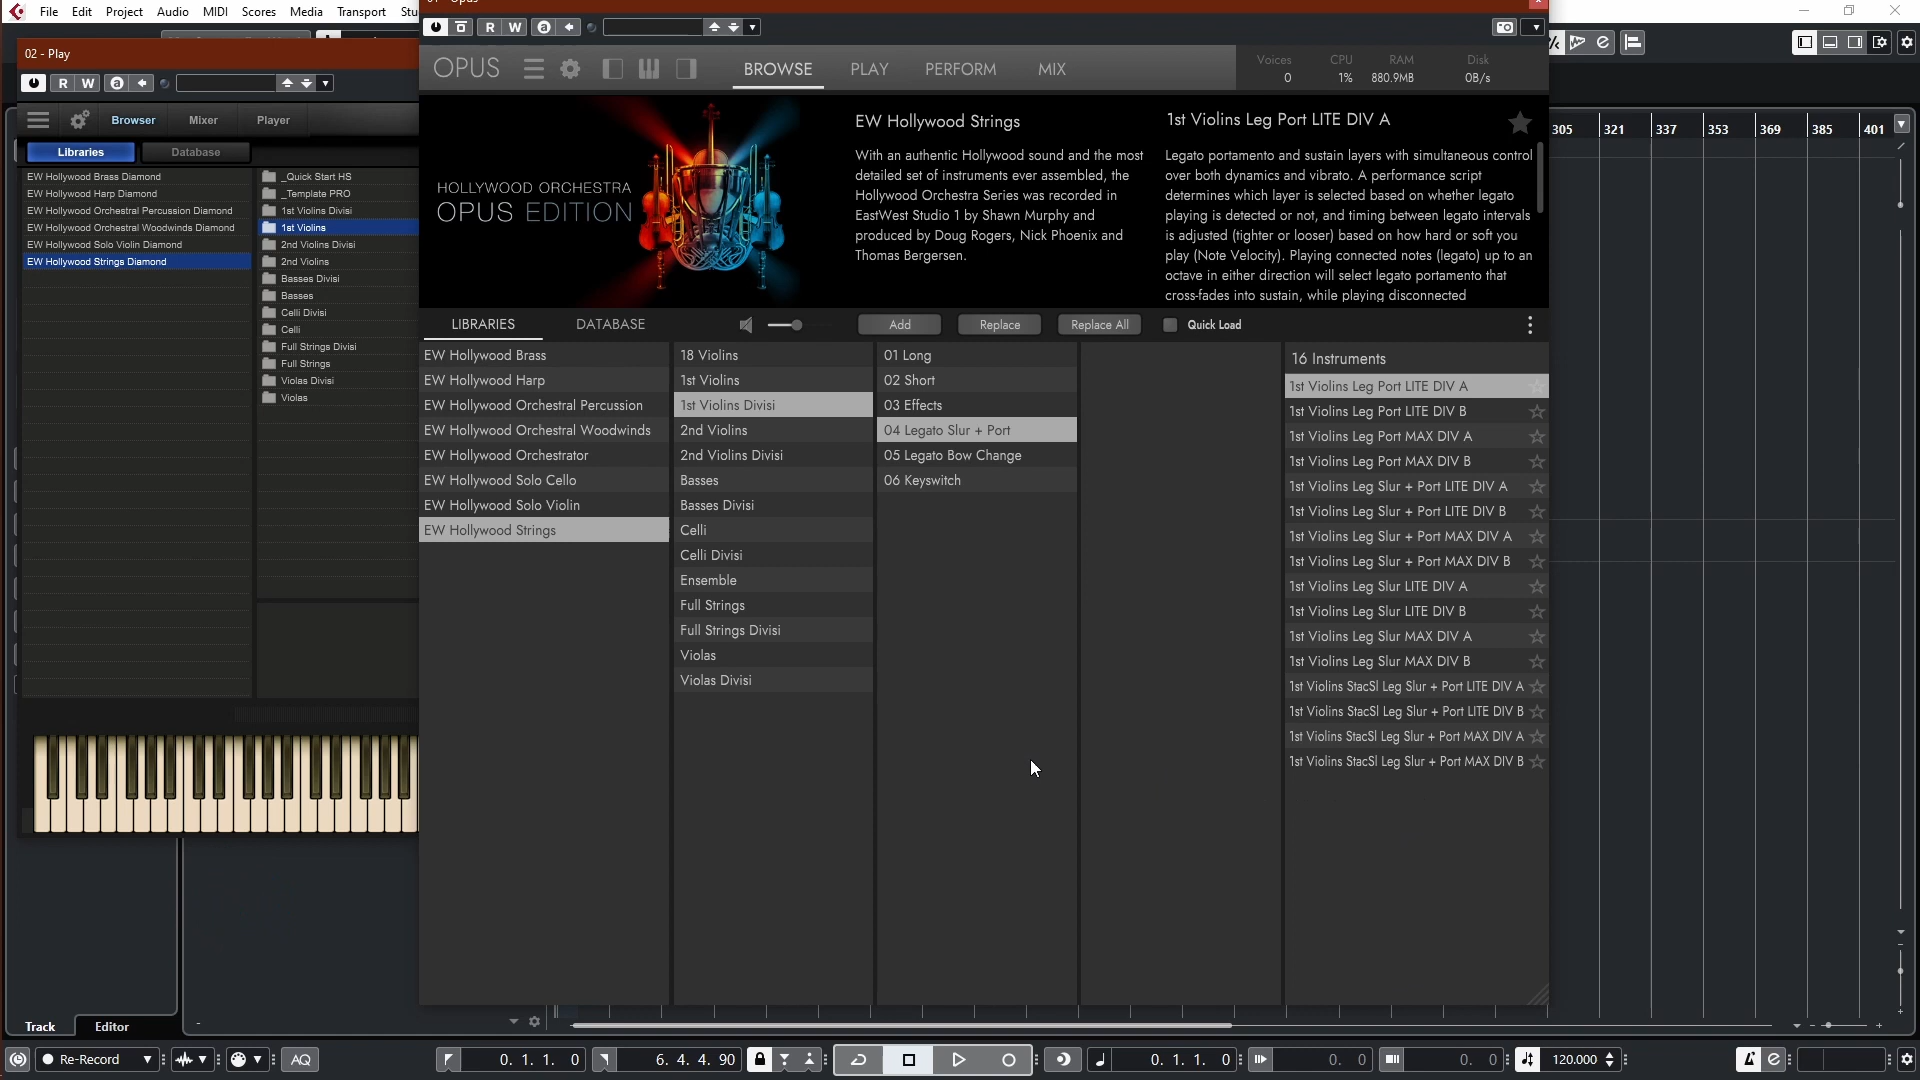 File Edit Project Audio MIDI Scores Media Transport Stu
02 - Play
R W
R W
OPUS
BROWSE PLAY PERFORM MIX
Voices CPU RAM Disk
0 1% 880.9MB 0B/s
Browser Mixer Player
Libraries Database
EW Hollywood Brass Diamond
EW Hollywood Harp Diamond
EW Hollywood Orchestral Percussion Diamond
EW Hollywood Orchestral Woodwinds Diamond
EW Hollywood Solo Violin Diamond
EW Hollywood Strings Diamond
_Quick Start HS
_Template PRO
1st Violins Divisi
1st Violins
2nd Violins Divisi
2nd Violins
Basses Divisi
Basses
Celli Divisi
Celli
Full Strings Divisi
Full Strings
Violas Divisi
Violas
HOLLYWOOD ORCHESTRA
OPUS EDITION
EW Hollywood Strings
With an authentic Hollywood sound and the most
detailed set of instruments ever assembled, the
Hollywood Orchestra Series was recorded in
EastWest Studio 1 by Shawn Murphy and
produced by Doug Rogers, Nick Phoenix and
Thomas Bergersen.
1st Violins Leg Port LITE DIV A
Legato portamento and sustain layers with simultaneous control
over both dynamics and vibrato. A performance script
determines which layer is selected based on whether legato
playing is detected or not, and timing between legato intervals
is adjusted (tighter or looser) based on how hard or soft you
play (Note Velocity). Playing connected notes (legato) up to an
octave in either direction will select legato portamento that
cross-fades into sustain, while playing disconnected
305 321 337 353 369 385 401
LIBRARIES DATABASE
Add Replace Replace All Quick Load
EW Hollywood Brass
EW Hollywood Harp
EW Hollywood Orchestral Percussion
EW Hollywood Orchestral Woodwinds
EW Hollywood Orchestrator
EW Hollywood Solo Cello
EW Hollywood Solo Violin
EW Hollywood Strings
18 Violins
1st Violins
1st Violins Divisi
2nd Violins
2nd Violins Divisi
Basses
Basses Divisi
Celli
Celli Divisi
Ensemble
Full Strings
Full Strings Divisi
Violas
Violas Divisi
01 Long
02 Short
03 Effects
04 Legato Slur + Port
05 Legato Bow Change
06 Keyswitch
16 Instruments
1st Violins Leg Port LITE DIV A
1st Violins Leg Port LITE DIV B
1st Violins Leg Port MAX DIV A
1st Violins Leg Port MAX DIV B
1st Violins Leg Slur + Port LITE DIV A
1st Violins Leg Slur + Port LITE DIV B
1st Violins Leg Slur + Port MAX DIV A
1st Violins Leg Slur + Port MAX DIV B
1st Violins Leg Slur LITE DIV A
1st Violins Leg Slur LITE DIV B
1st Violins Leg Slur MAX DIV A
1st Violins Leg Slur MAX DIV B
1st Violins StacSl Leg Slur + Port LITE DIV A
1st Violins StacSl Leg Slur + Port LITE DIV B
1st Violins StacSl Leg Slur + Port MAX DIV A
1st Violins StacSl Leg Slur + Port MAX DIV B
Track Editor
Re-Record AQ 0. 1. 1. 0 6. 4. 4. 90 0. 1. 1. 0 0. 0 0. 0 120.000